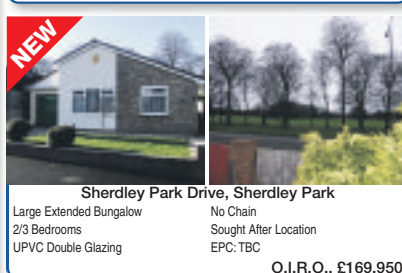 NEW
Sherdley Park Drive, Sherdley Park
Large Extended Bungalow
2/3 Bedrooms
UPVC Double Glazing
No Chain
Sought After Location
EPC: TBC
O.I.R.O.. £169,950